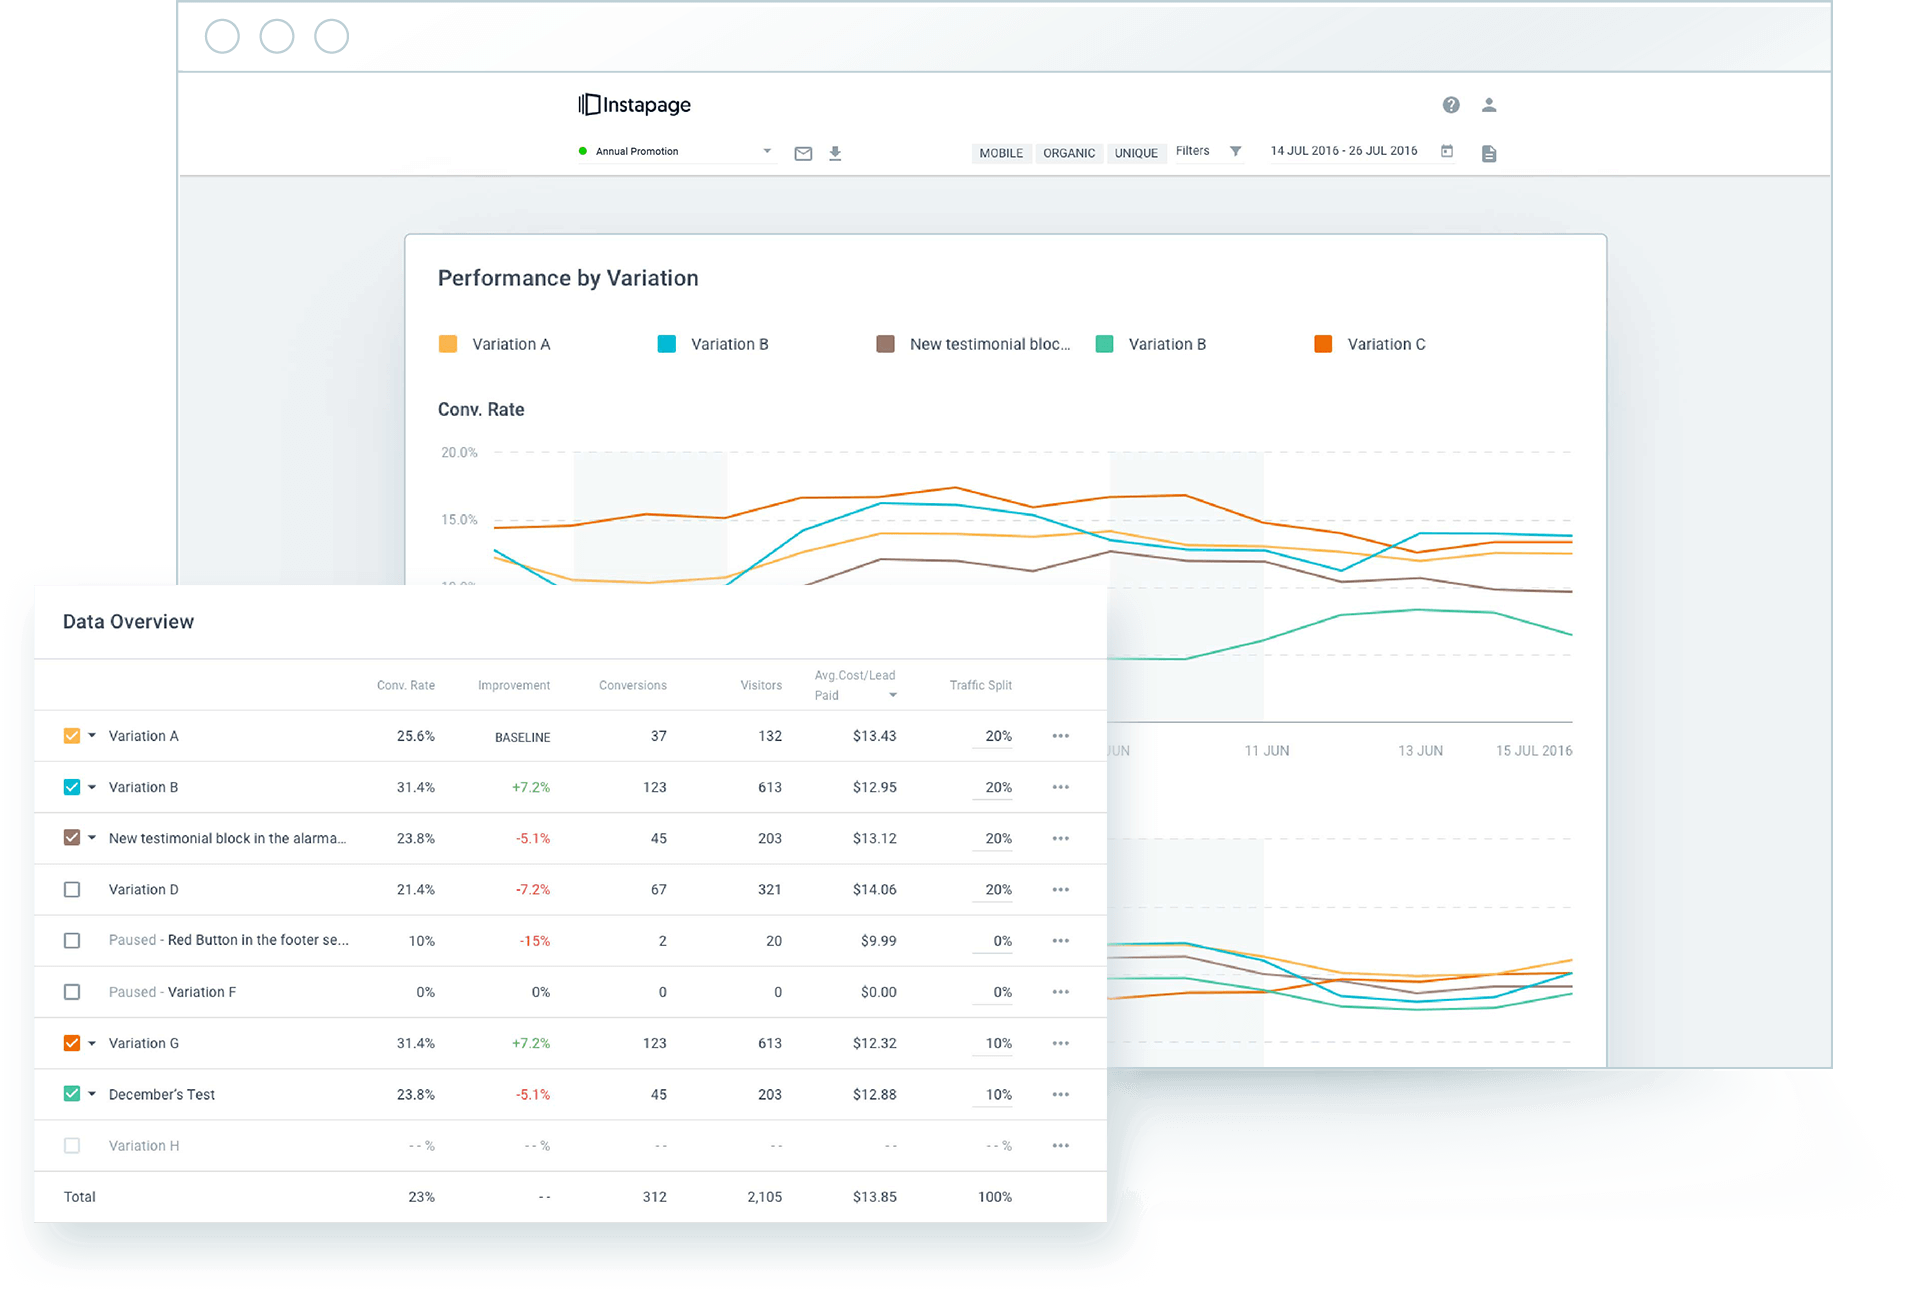 Instapage
Annual Promotion
MOBILE ORGANIC UNIQUE Filters 14 JUL 2016 - 26 JUL 2016
Performance by Variation
Variation A Variation B New testimonial bloc... Variation B Variation C
Conv. Rate
20.0%
15.0%
Data Overview
Conv. Rate Improvement Conversions Visitors Avg.Cost/Lead Paid Traffic Split
Variation A 25.6% BASELINE 37 132 $13.43 20%
Variation B 31.4% +7.2% 123 613 $12.95 20%
New testimonial block in the alarma... 23.8% -5.1% 45 203 $13.12 20%
Variation D 21.4% -7.2% 67 321 $14.06 20%
Paused - Red Button in the footer se... 10% -15% 2 20 $9.99 0%
Paused - Variation F 0% 0% 0 0 $0.00 0%
Variation G 31.4% +7.2% 123 613 $12.32 10%
December's Test 23.8% -5.1% 45 203 $12.88 10%
Variation H -- % -- % -- -- -- -- %
Total 23% -- 312 2,105 $13.85 100%
11 JUN 13 JUN 15 JUL 2016